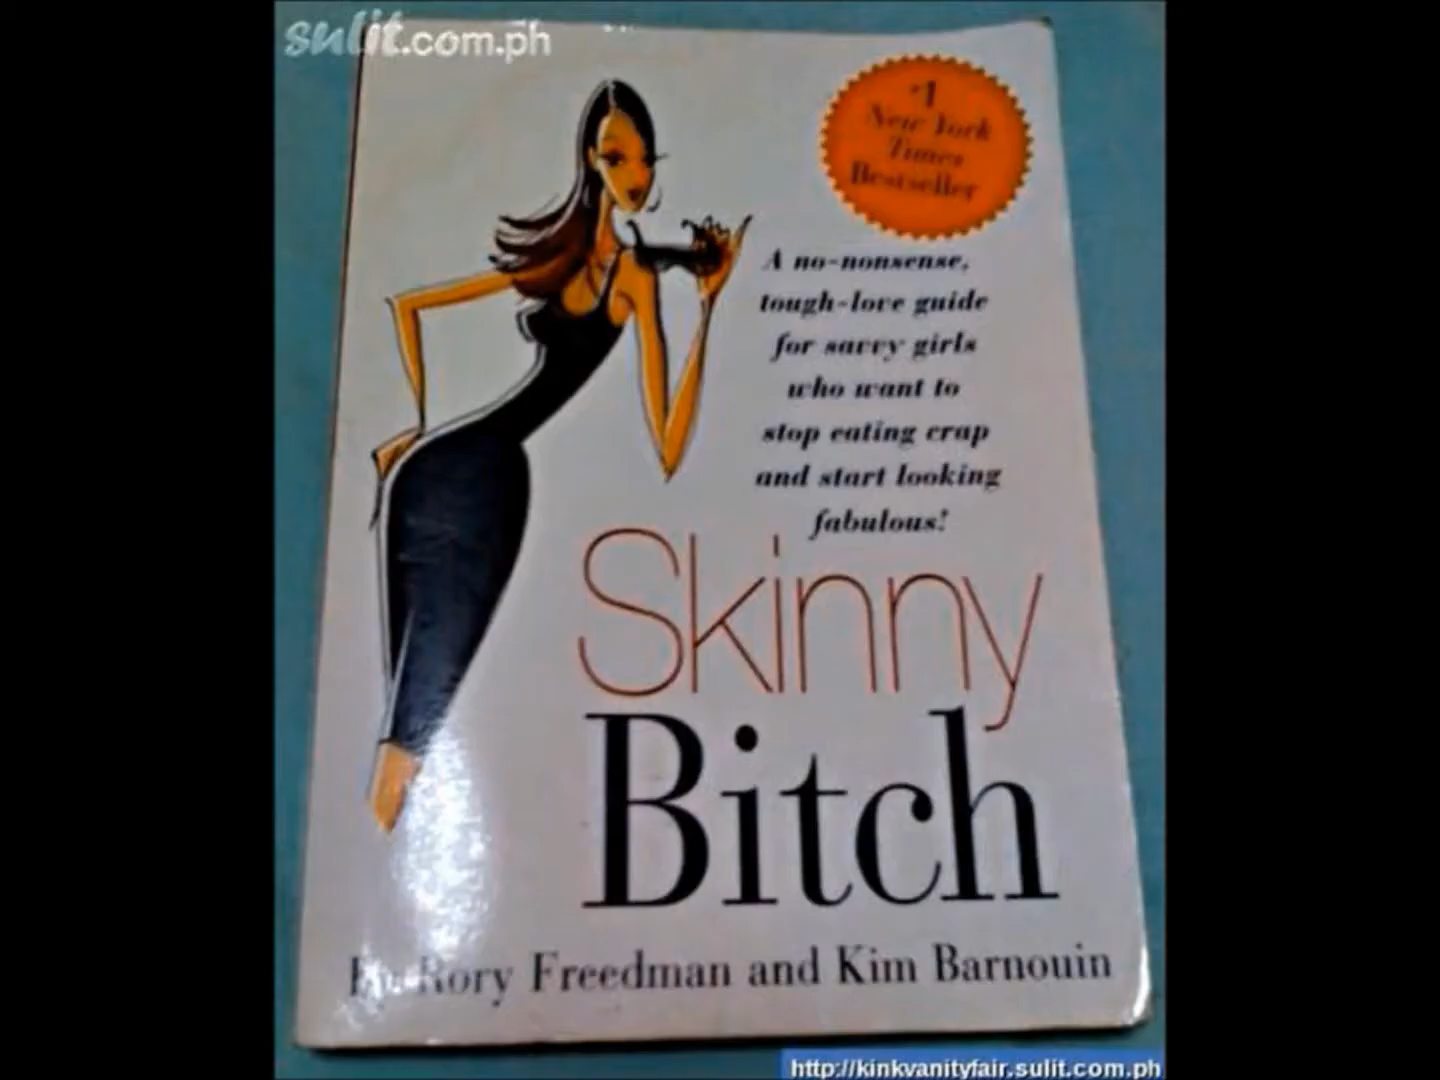 sulit.com.ph
#1
New York
Times
Bestseller
A no-nonsense,
tough-love guide
for savvy girls
who want to
stop eating crap
and start looking
fabulous!
Skinny
Bitch
By Rory Freedman and Kim Barnouin
http://kinkvanityfair.sulit.com.ph